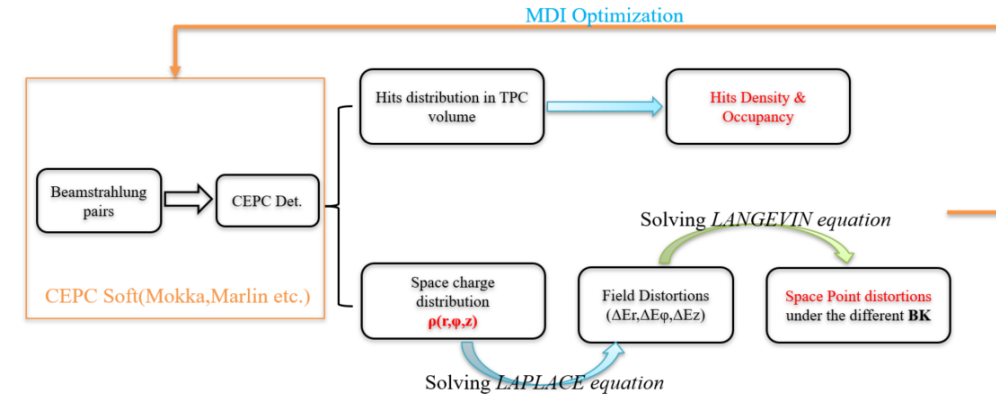 MDI Optimization
Hits distribution in TPC
volume
Hits Density &
Occupancy
Beamstrahlung
pairs
CEPC Det.
Solving LANGEVIN equation
CEPC Soft(Mokka,Marlin etc.)
Space charge
distribution
ρ(r,φ,z)
Field Distortions
(ΔEr,ΔEφ,ΔEz)
Space Point distortions
under the different BK
Solving LAPLACE equation